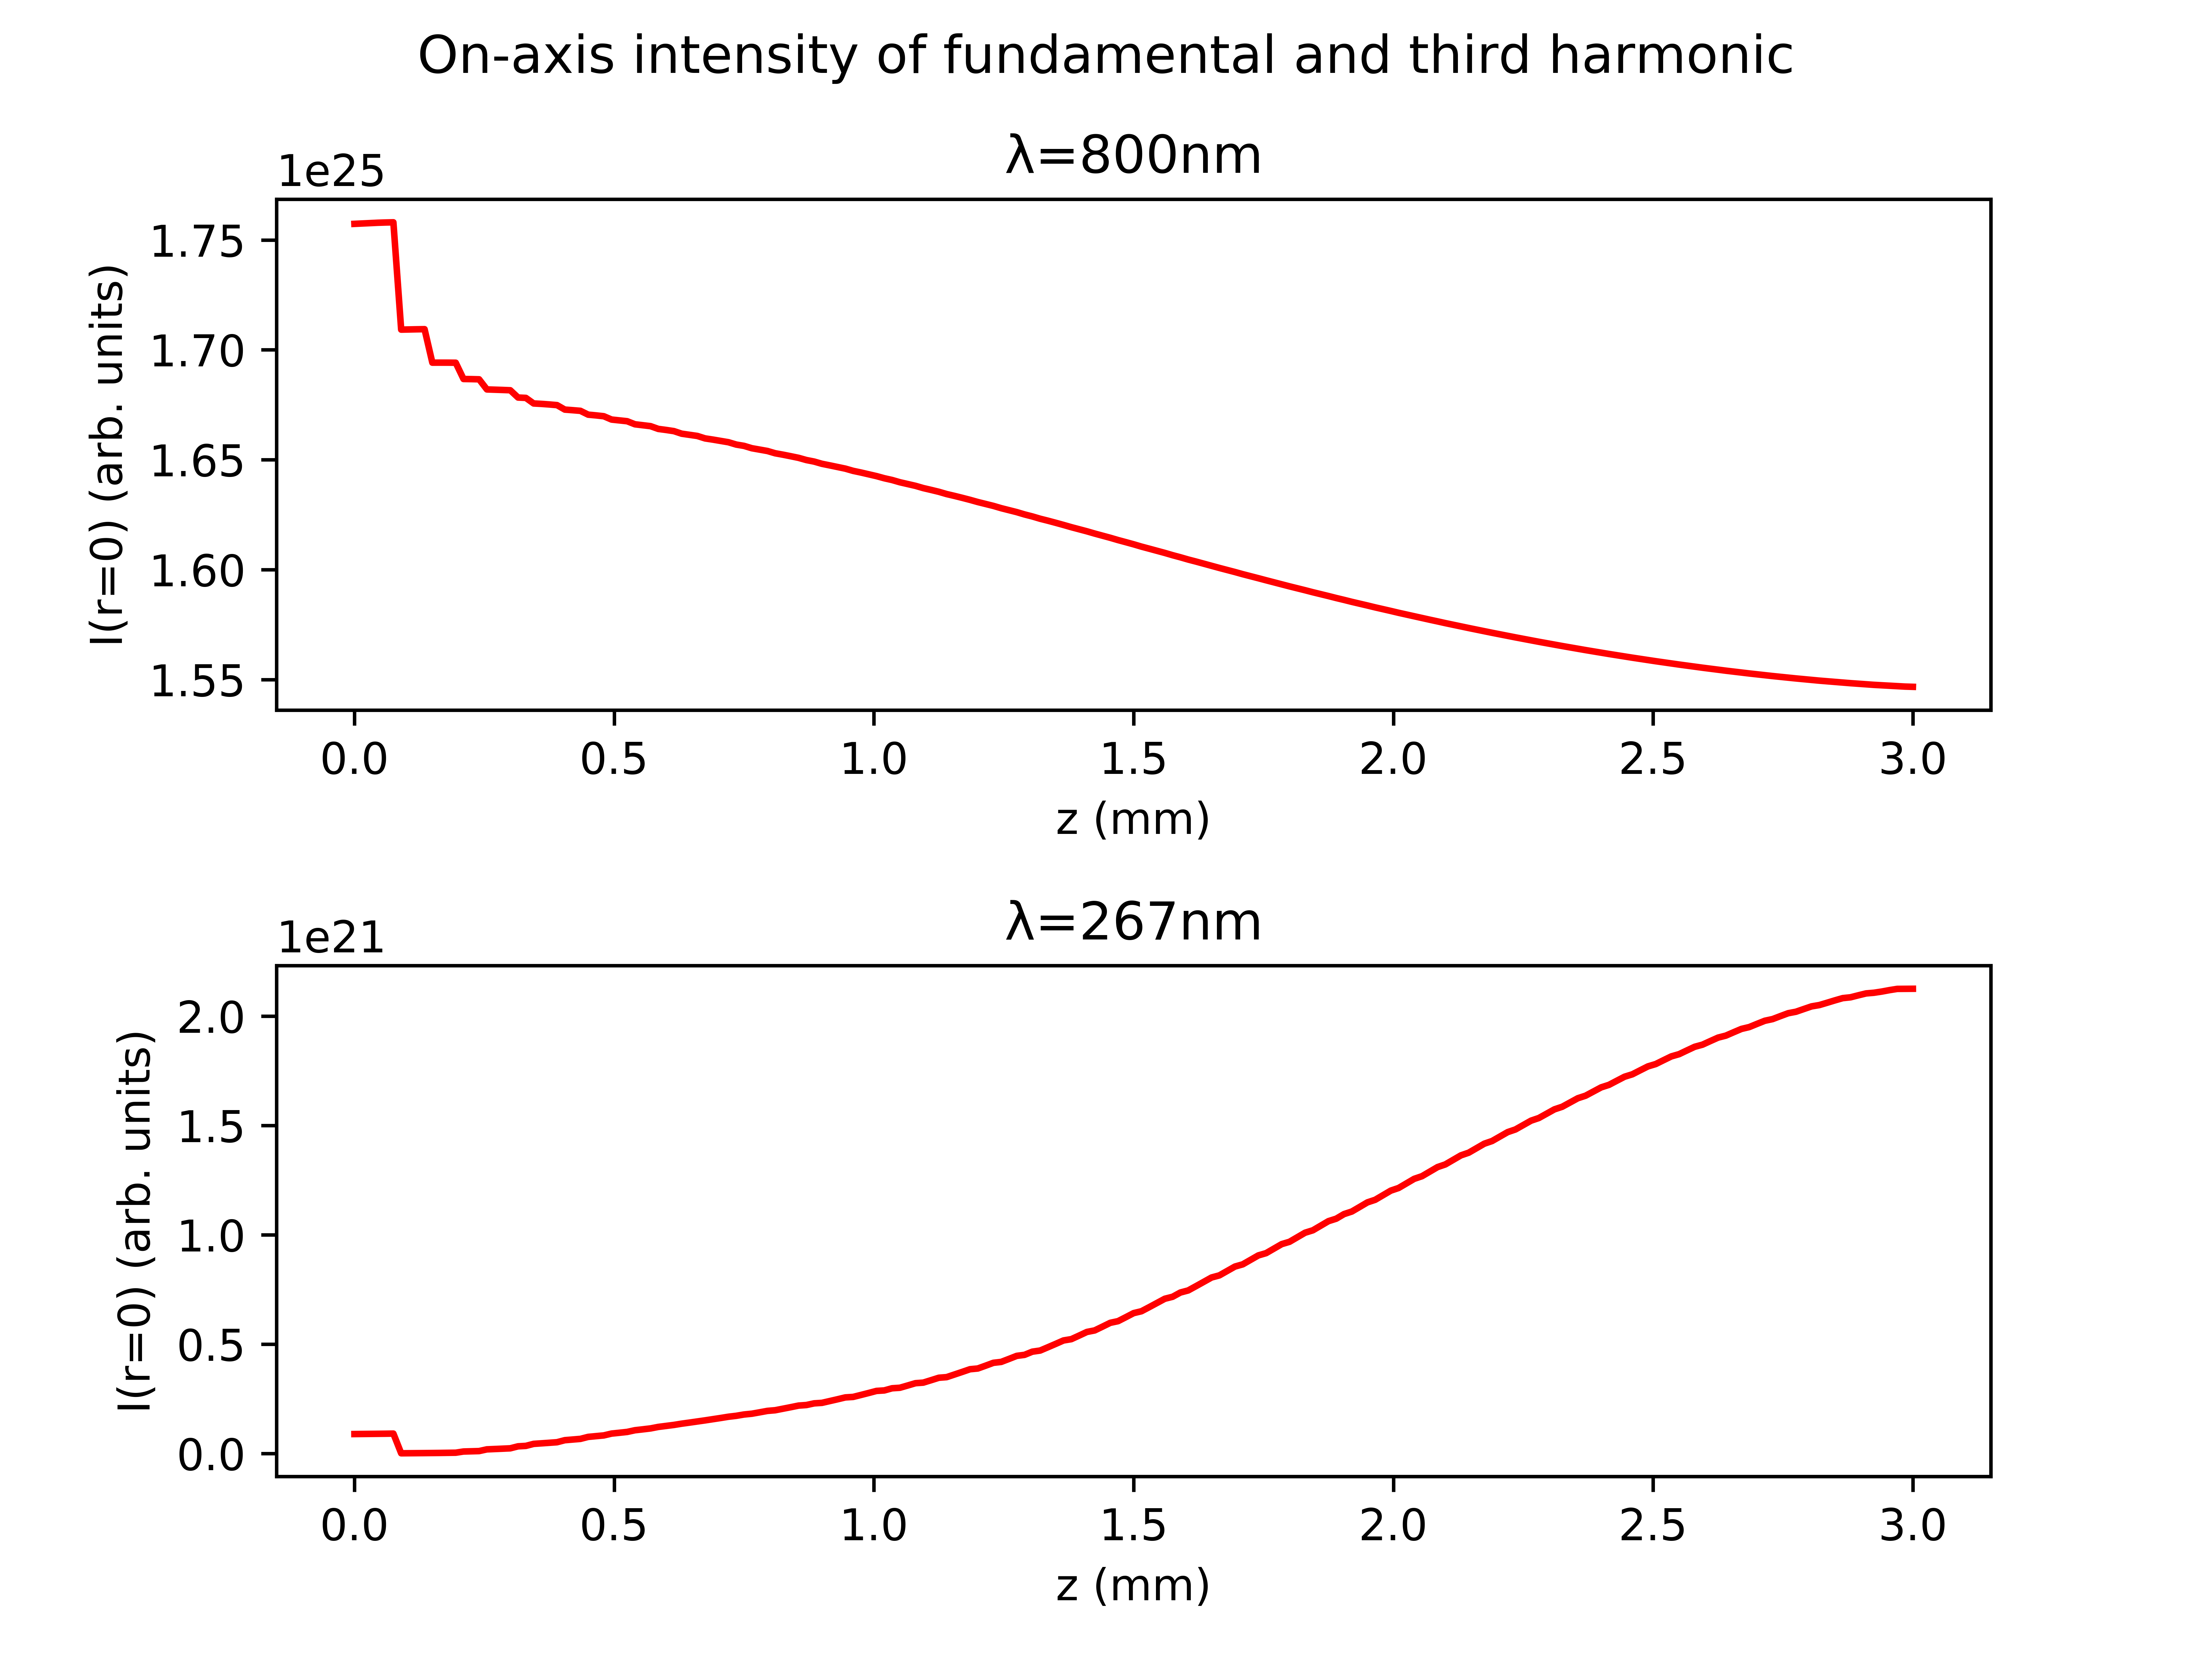 On-axis intensity of fundamental and third harmonic
λ=800nm
1e25
1.75
1.70
1.65
1.60
1.55
I(r=0) (arb. units)
0.0 0.5 1.0 1.5 2.0 2.5 3.0
z (mm)
λ=267nm
1e21
2.0
1.5
1.0
0.5
0.0
I(r=0) (arb. units)
0.0 0.5 1.0 1.5 2.0 2.5 3.0
z (mm)